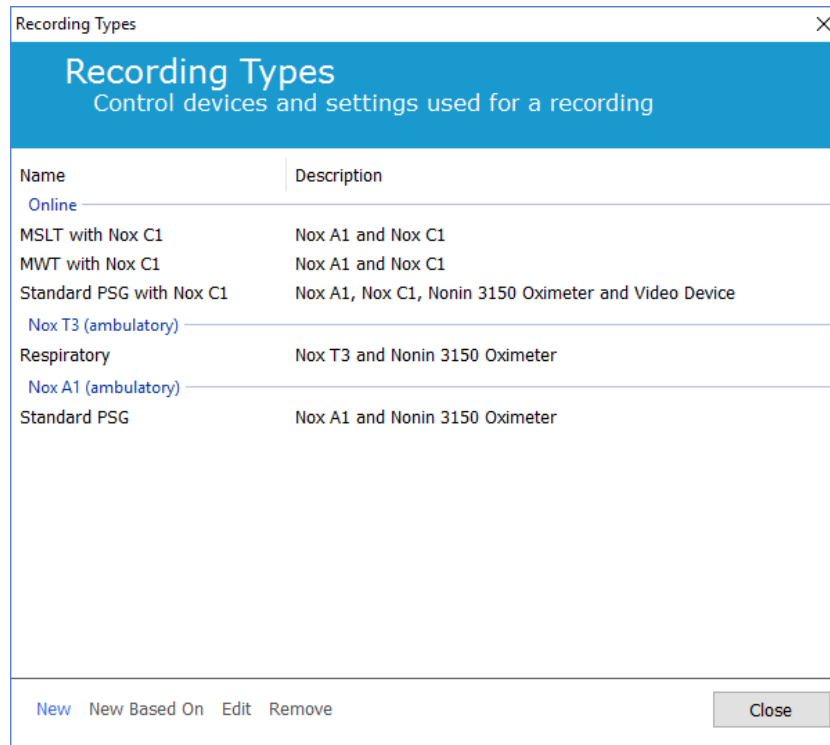 Recording Types
Recording Types
Control devices and settings used for a recording
Name Description
Online
MSLT with Nox C1 Nox A1 and Nox C1
MWT with Nox C1 Nox A1 and Nox C1
Standard PSG with Nox C1 Nox A1, Nox C1, Nonin 3150 Oximeter and Video Device
Nox T3 (ambulatory)
Respiratory Nox T3 and Nonin 3150 Oximeter
Nox A1 (ambulatory)
Standard PSG Nox A1 and Nonin 3150 Oximeter
New New Based On Edit Remove Close